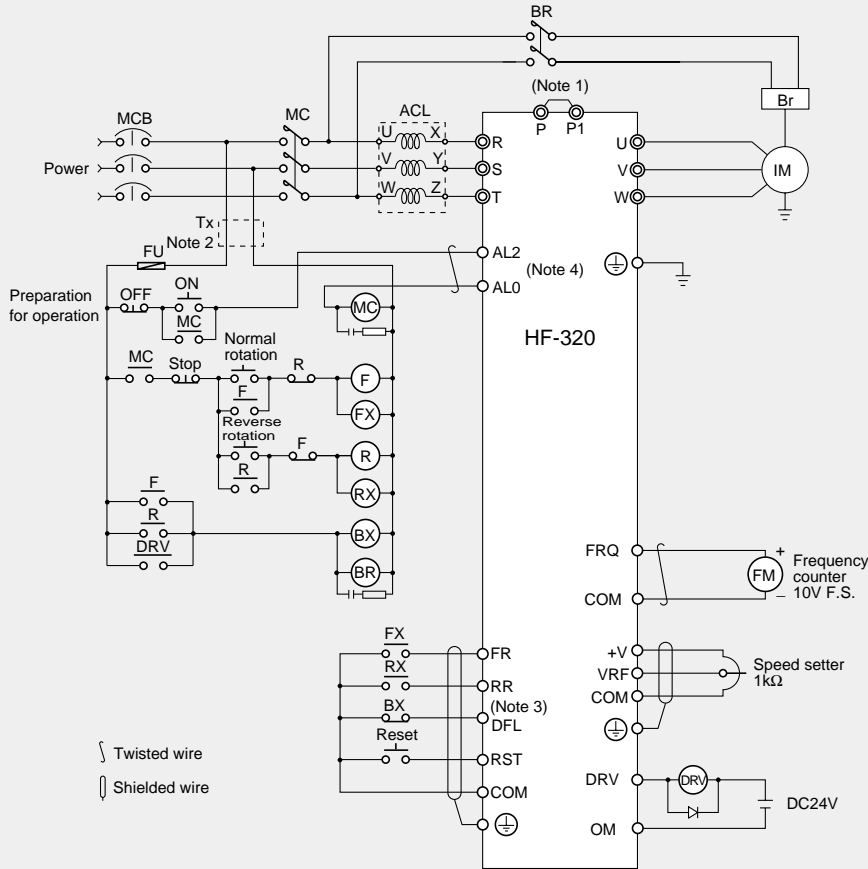 BR
(Note 1)
Br
MCB
MC
ACL
P
P1
U
X
R
U
Power
V
Y
S
V
IM
W
Z
T
W
Tx
Note 2
FU
AL2
(Note 4)
Preparation
for operation
OFF
ON
MC
AL0
MC
HF-320
MC
Stop
Normal
rotation
R
F
F
FX
Reverse
rotation
F
R
R
RX
F
R
DRV
BX
BR
FRQ
+
FM
Frequency
counter
10V F.S.
COM
−
FX
FR
+V
RX
RR
VRF
Speed setter
1kΩ
(Note 3)
COM
BX
DFL
Reset
RST
Twisted wire
DRV
DRV
Shielded wire
COM
DC24V
OM